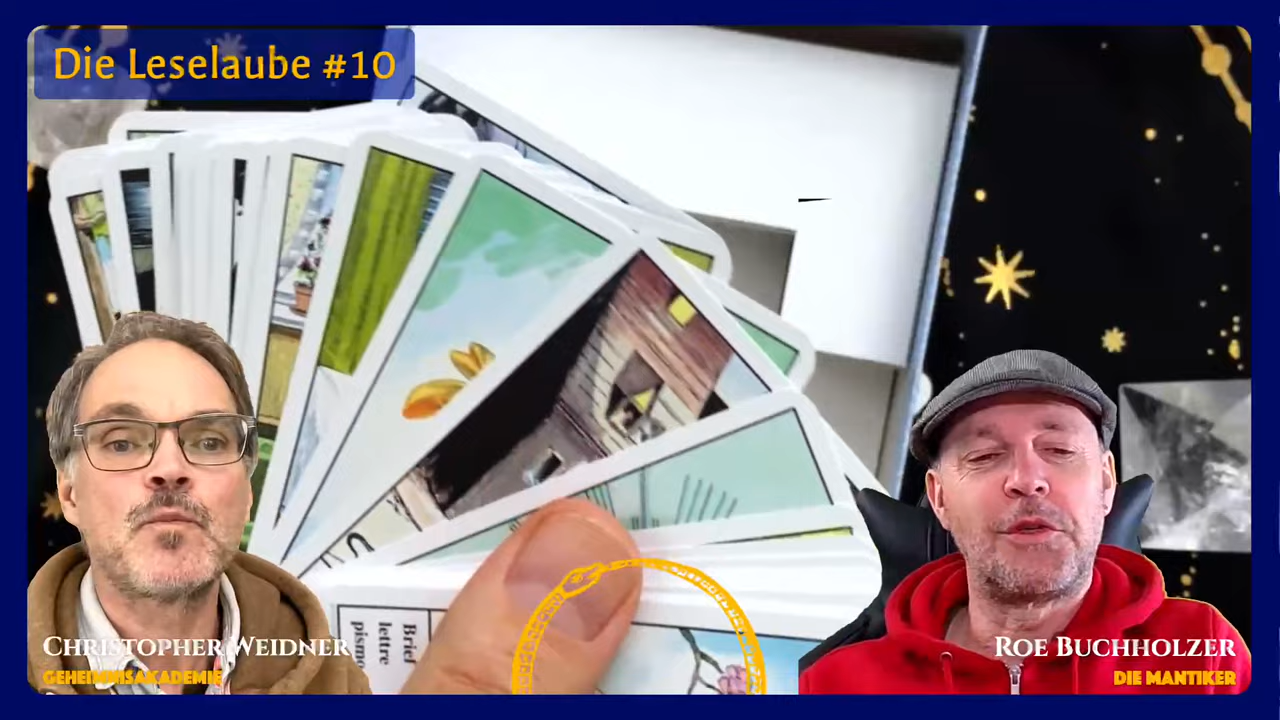 Die Leselaube #10
Brief
lettre
pismo
Christopher Weidner
GEHEIMNISAKADEMIE
Roe Buchholzer
DIE MANTIKER